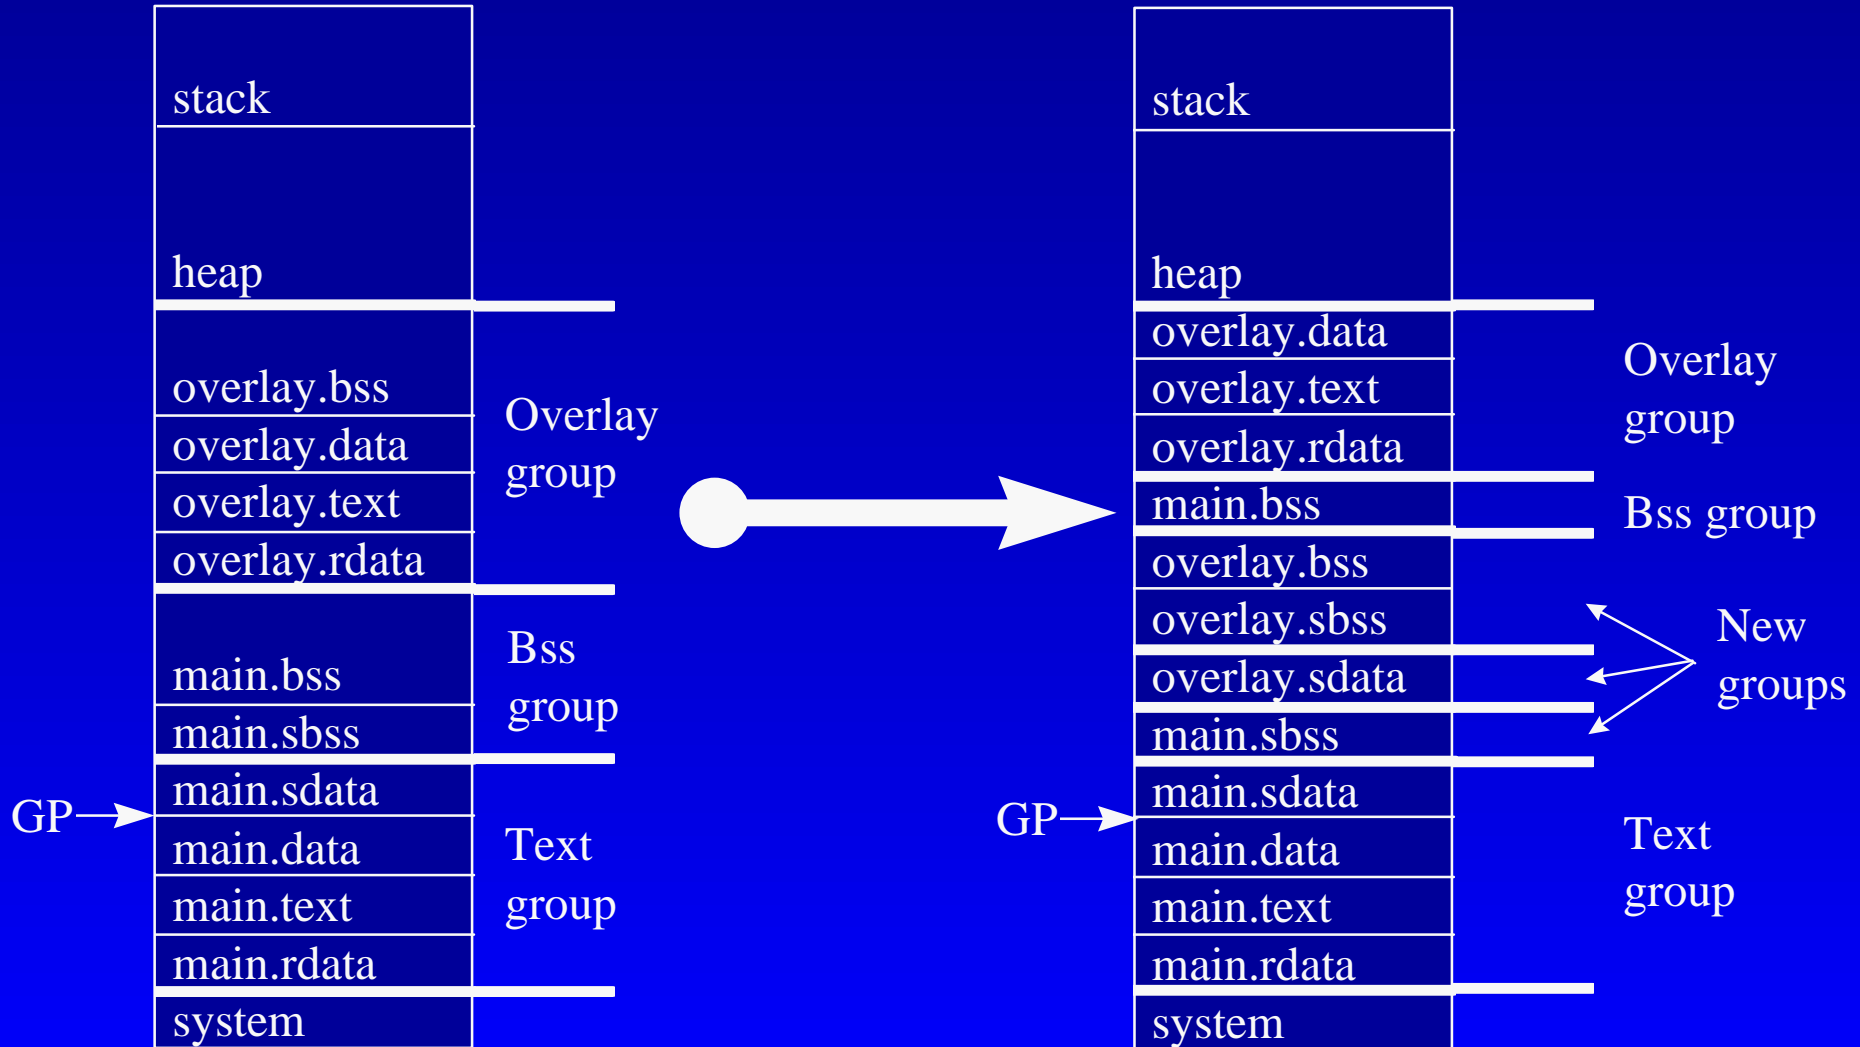 stack
heap
overlay.bss
overlay.data
overlay.text
overlay.rdata
main.bss
main.sbss
main.sdata
main.data
main.text
main.rdata
system
GP
Overlay
group
Bss
group
Text
group
stack
heap
overlay.data
overlay.text
overlay.rdata
main.bss
overlay.bss
overlay.sbss
overlay.sdata
main.sbss
main.sdata
main.data
main.text
main.rdata
system
GP
Overlay
group
Bss group
New
groups
Text
group